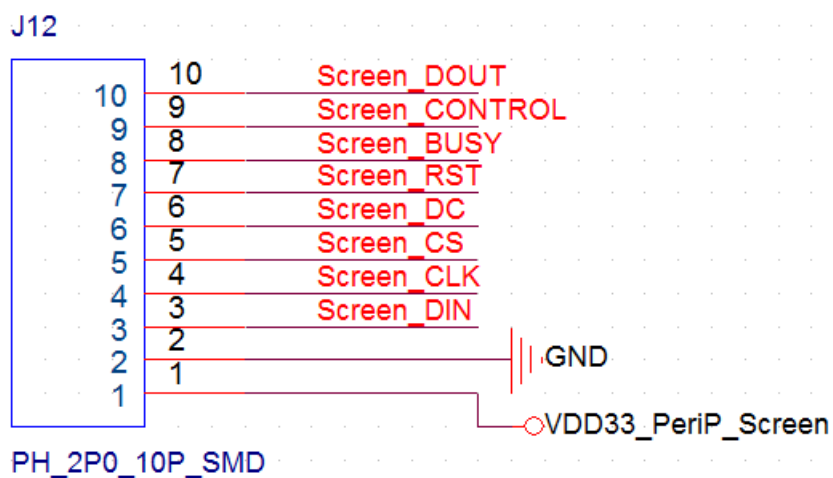 J12
10 10 Screen_DOUT
9 9 Screen_CONTROL
8 8 Screen_BUSY
7 7 Screen_RST
6 6 Screen_DC
5 5 Screen_CS
4 4 Screen_CLK
3 3 Screen_DIN
2 2 GND
1 1 VDD33_PeriP_Screen
PH_2P0_10P_SMD